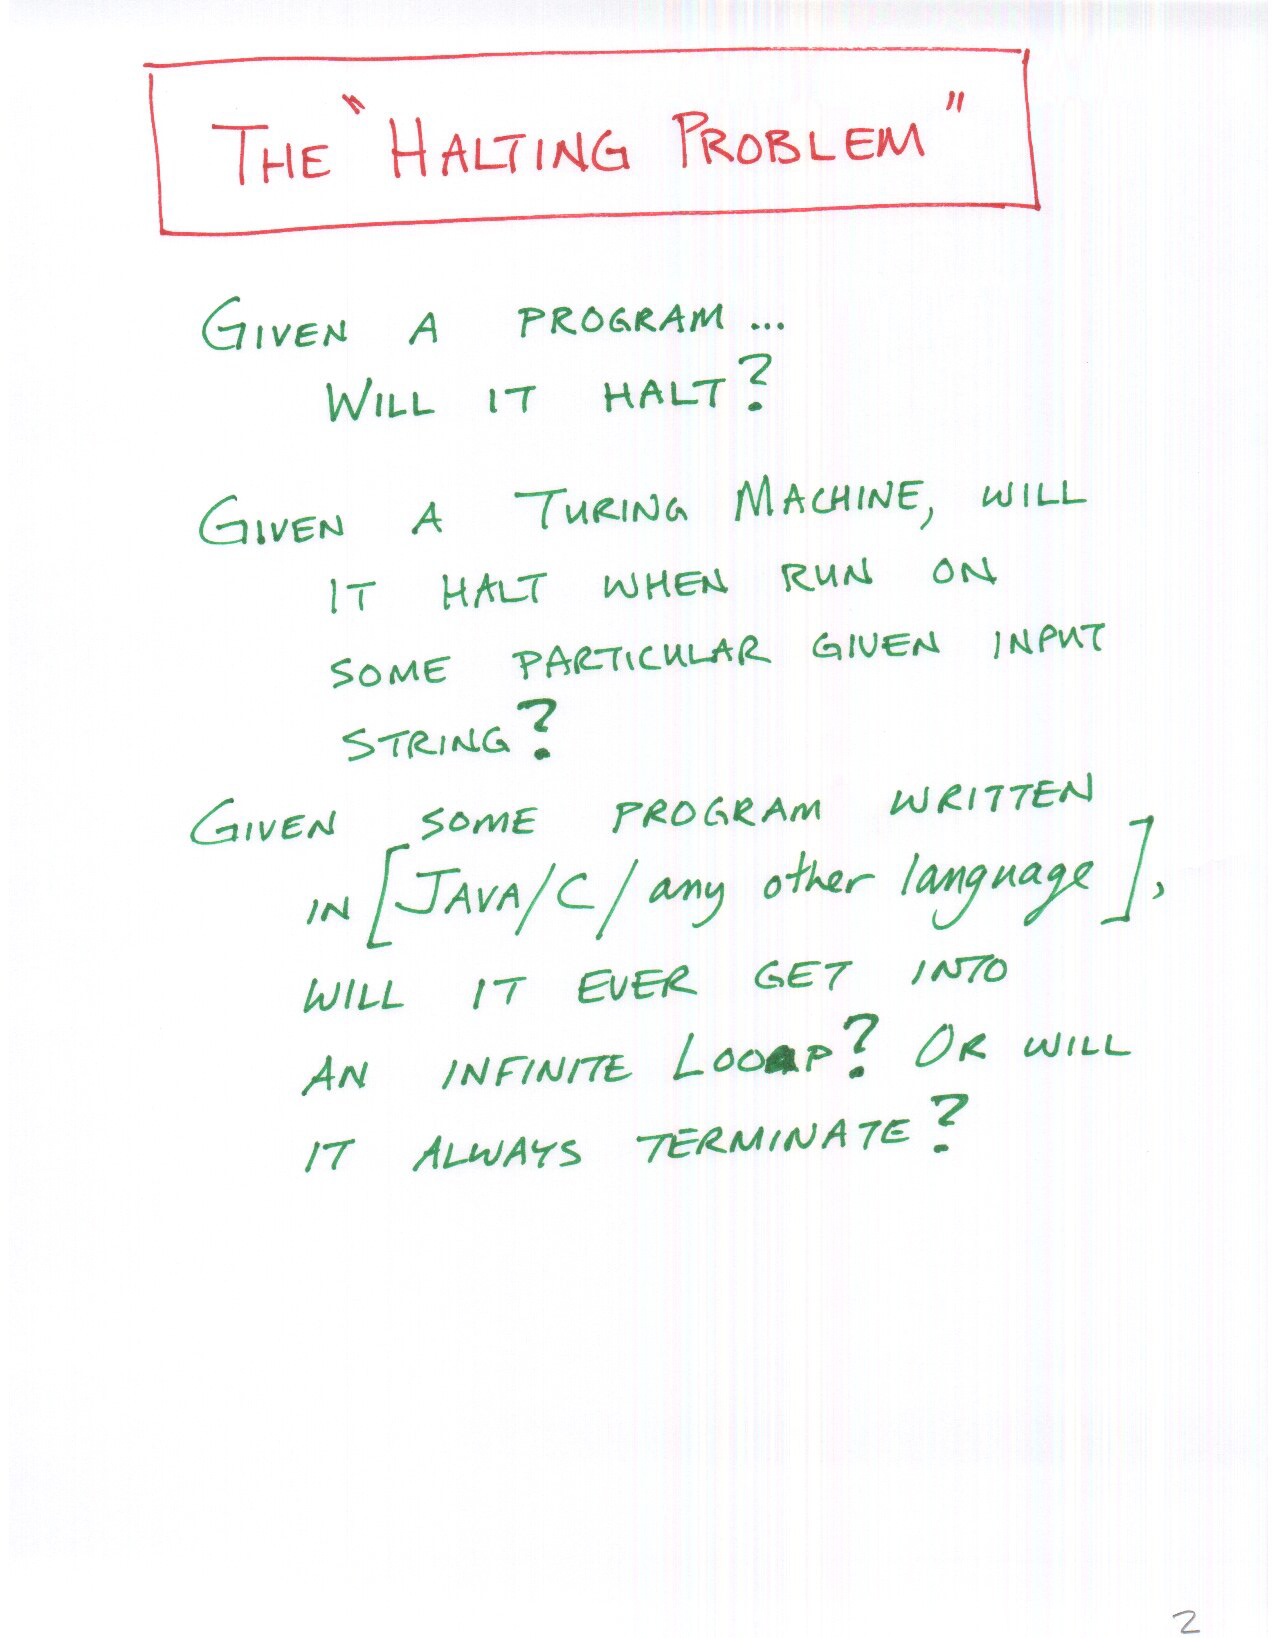 THE "HALTING PROBLEM"
GIVEN A PROGRAM...
WILL IT HALT?
GIVEN A TURING MACHINE, WILL
IT HALT WHEN RUN ON
SOME PARTICULAR GIVEN INPUT
STRING?
GIVEN SOME PROGRAM WRITTEN
IN [JAVA/C/any other language],
WILL IT EVER GET INTO
AN INFINITE LOOP? OR WILL
IT ALWAYS TERMINATE?
2